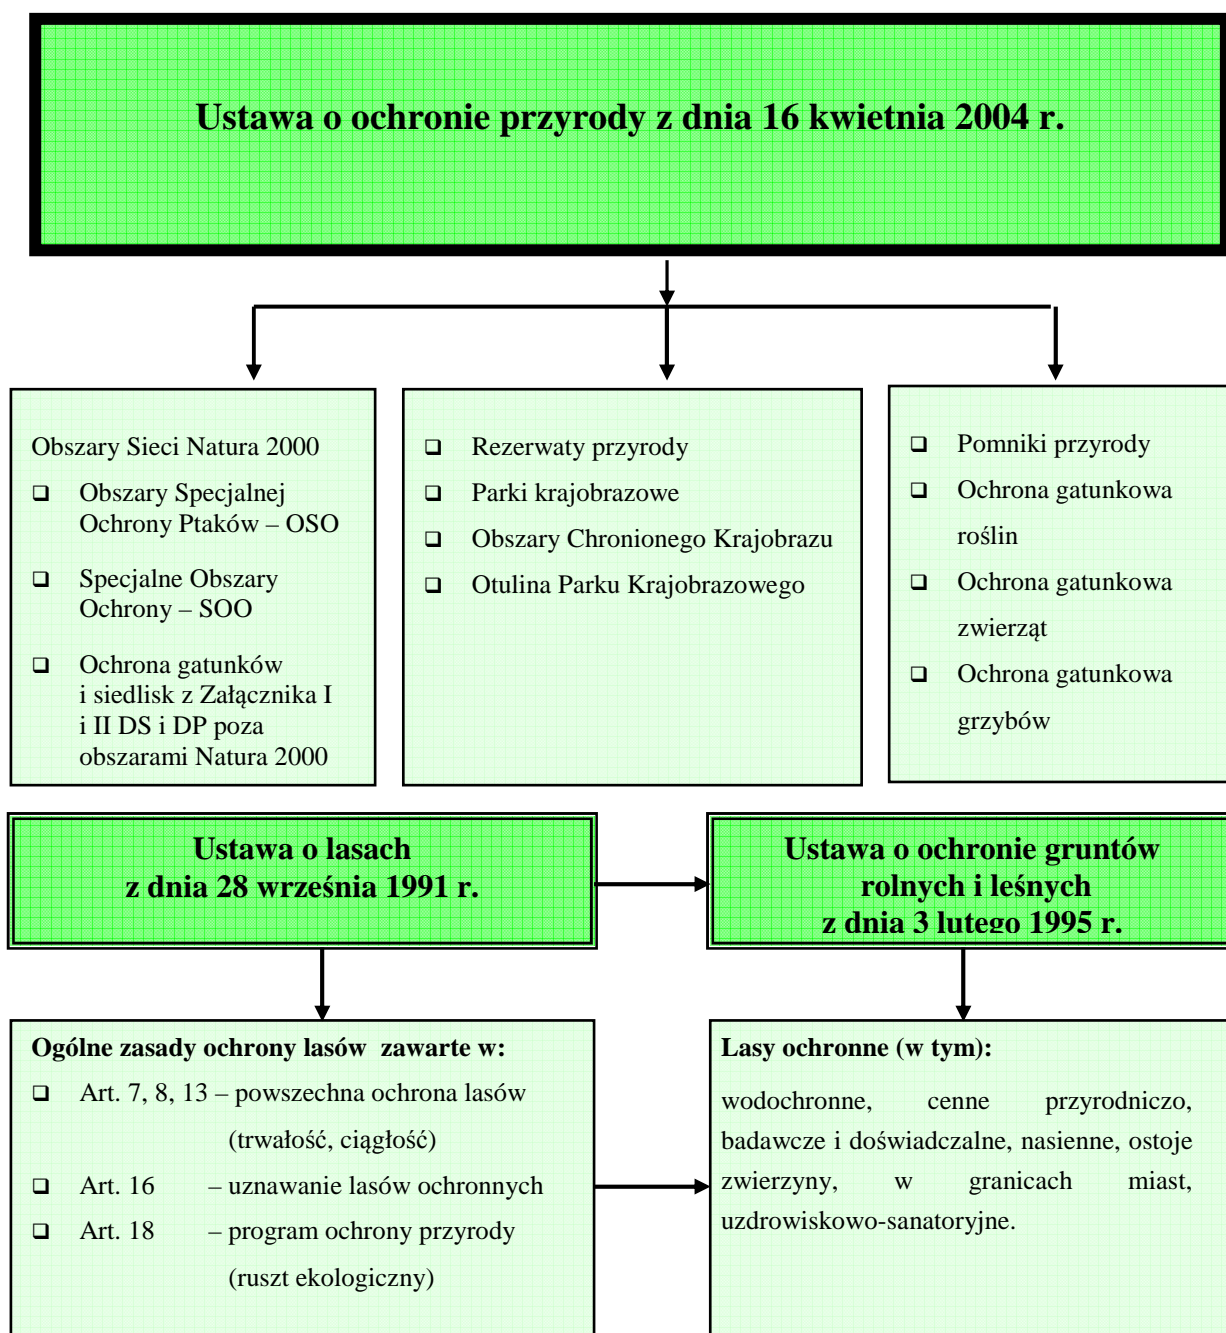 Ustawa o ochronie przyrody z dnia 16 kwietnia 2004 r.
Obszary Sieci Natura 2000
❑ Obszary Specjalnej
Ochrony Ptaków – OSO
❑ Specjalne Obszary
Ochrony – SOO
❑ Ochrona gatunków
i siedlisk z Załącznika I
i II DS i DP poza
obszarami Natura 2000
❑ Rezerwaty przyrody
❑ Parki krajobrazowe
❑ Obszary Chronionego Krajobrazu
❑ Otulina Parku Krajobrazowego
❑ Pomniki przyrody
❑ Ochrona gatunkowa
roślin
❑ Ochrona gatunkowa
zwierząt
❑ Ochrona gatunkowa
grzybów
Ustawa o lasach
z dnia 28 września 1991 r.
Ustawa o ochronie gruntów
rolnych i leśnych
z dnia 3 lutego 1995 r.
Ogólne zasady ochrony lasów zawarte w:
❑ Art. 7, 8, 13 – powszechna ochrona lasów
(trwałość, ciągłość)
❑ Art. 16 – uznawanie lasów ochronnych
❑ Art. 18 – program ochrony przyrody
(ruszt ekologiczny)
Lasy ochronne (w tym):
wodochronne, cenne przyrodniczo,
badawcze i doświadczalne, nasienne, ostoje
zwierzyny, w granicach miast,
uzdrowiskowo-sanatoryjne.